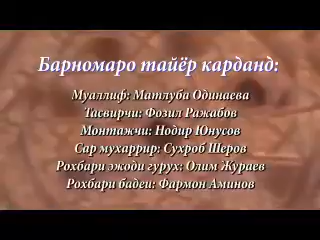 Барномаро тайёр карданд:
Муаллиф: Матлуба Одинаева
Тасвирчи: Фозил Ражабов
Монтажчи: Нодир Юнусов
Сар мухаррир: Сухроб Шеров
Рохбари эжоди гурух: Олим Жураев
Рохбари бадеи: Фармон Аминов